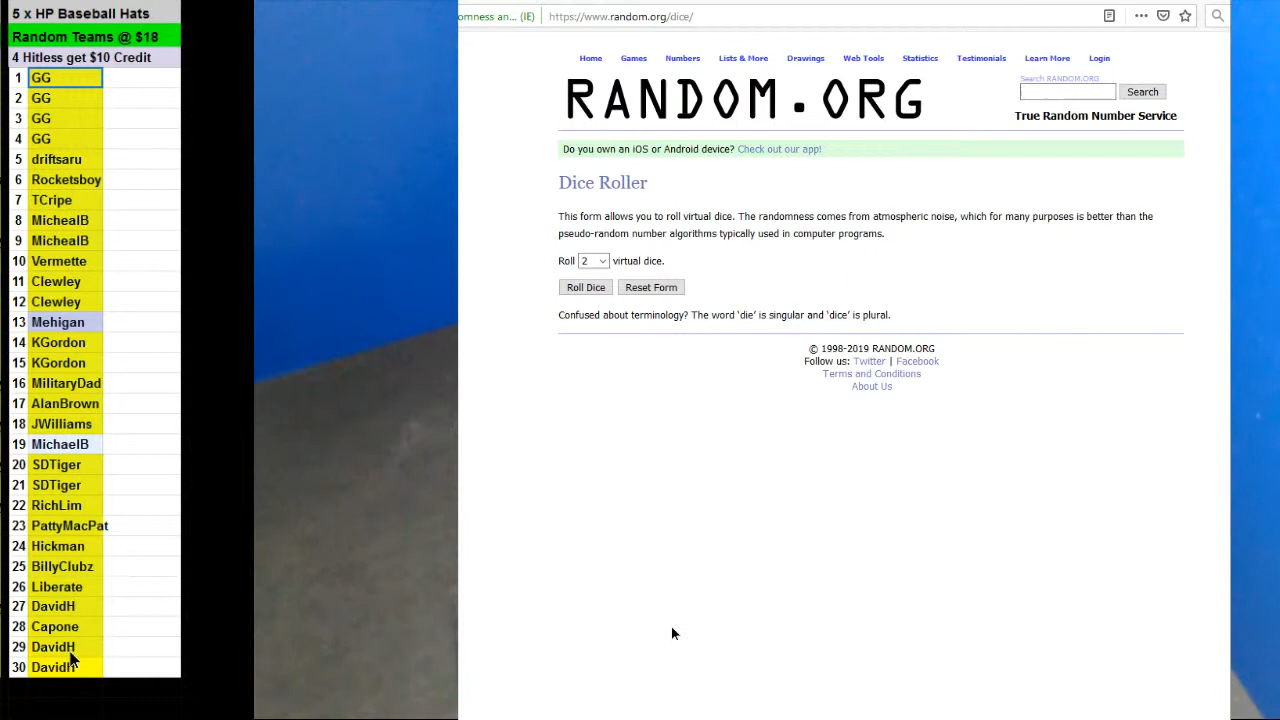 5 x HP Baseball Hats
Random Teams @ $18
4 Hitless get $10 Credit
1 GG
2 GG
3 GG
4 GG
5 driftsaru
6 Rocketsboy
7 TCripe
8 MichealB
9 MichealB
10 Vermette
11 Clewley
12 Clewley
13 Mehigan
14 KGordon
15 KGordon
16 MilitaryDad
17 AlanBrown
18 JWilliams
19 MichaelB
20 SDTiger
21 SDTiger
22 RichLim
23 PattyMacPat
24 Hickman
25 BillyClubz
26 Liberate
27 DavidH
28 Capone
29 DavidH
30 DavidH
omness an... (IE) https://www.random.org/dice/
Home Games Numbers Lists & More Drawings Web Tools Statistics Testimonials Learn More Login
RANDOM.ORG
Search RANDOM.ORG
Search
True Random Number Service
Do you own an iOS or Android device? Check out our app!
Dice Roller
This form allows you to roll virtual dice. The randomness comes from atmospheric noise, which for many purposes is better than the
pseudo-random number algorithms typically used in computer programs.
Roll 2 virtual dice.
Roll Dice Reset Form
Confused about terminology? The word ‘die’ is singular and ‘dice’ is plural.
© 1998-2019 RANDOM.ORG
Follow us: Twitter | Facebook
Terms and Conditions
About Us